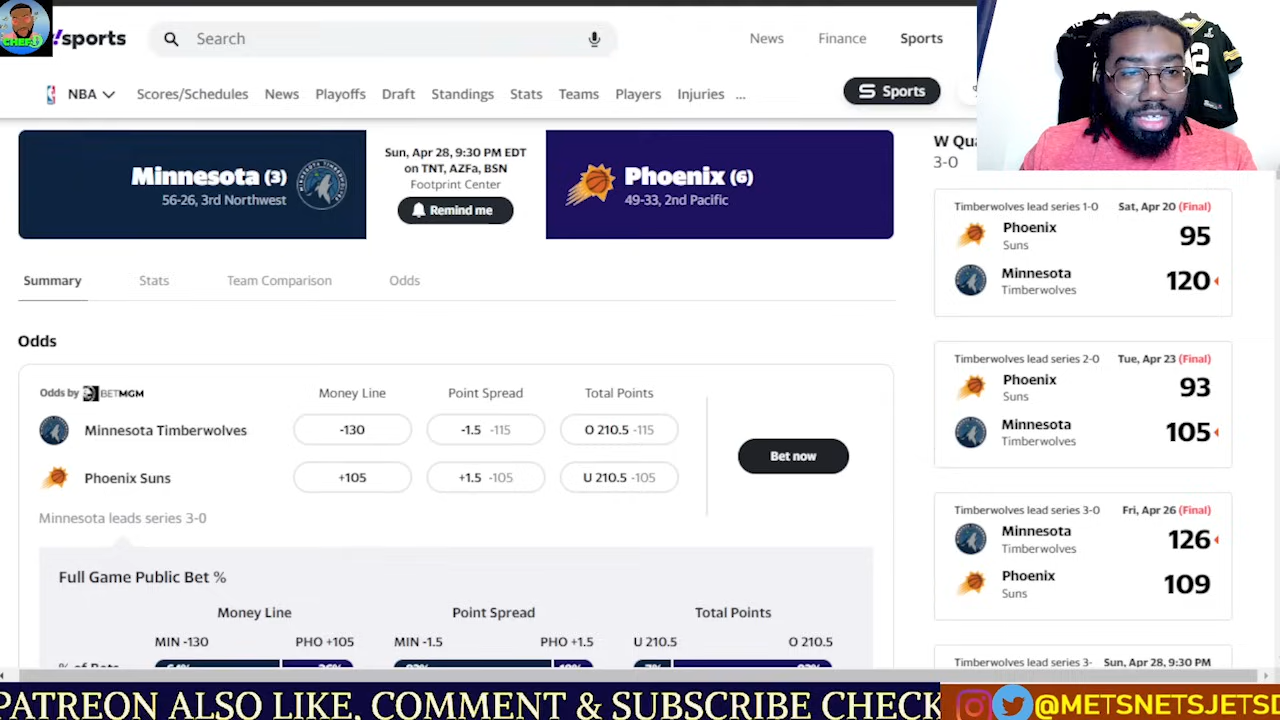 CHEFJ
!sports
Search
News
Finance
Sports
NBA
Scores/Schedules
News
Playoffs
Draft
Standings
Stats
Teams
Players
Injuries
...
Sports
Minnesota (3)
56-26, 3rd Northwest
Sun, Apr 28, 9:30 PM EDT
on TNT, AZFa, BSN
Footprint Center
Remind me
Phoenix (6)
49-33, 2nd Pacific
Summary
Stats
Team Comparison
Odds
Odds
Odds by BETMGM
Money Line
Point Spread
Total Points
Minnesota Timberwolves
-130
-1.5 -115
O 210.5 -115
Phoenix Suns
+105
+1.5 -105
U 210.5 -105
Bet now
Minnesota leads series 3-0
Full Game Public Bet %
Money Line
Point Spread
Total Points
MIN -130
PHO +105
MIN -1.5
PHO +1.5
U 210.5
O 210.5
% of Bets
W Qua
3-0
Timberwolves lead series 1-0
Sat, Apr 20 (Final)
Phoenix
Suns
95
Minnesota
Timberwolves
120
Timberwolves lead series 2-0
Tue, Apr 23 (Final)
Phoenix
Suns
93
Minnesota
Timberwolves
105
Timberwolves lead series 3-0
Fri, Apr 26 (Final)
Minnesota
Timberwolves
126
Phoenix
Suns
109
Timberwolves lead series 3-
Sun, Apr 28, 9:30 PM
PATREON ALSO LIKE, COMMENT & SUBSCRIBE CHECK
@METSNETSJETSL